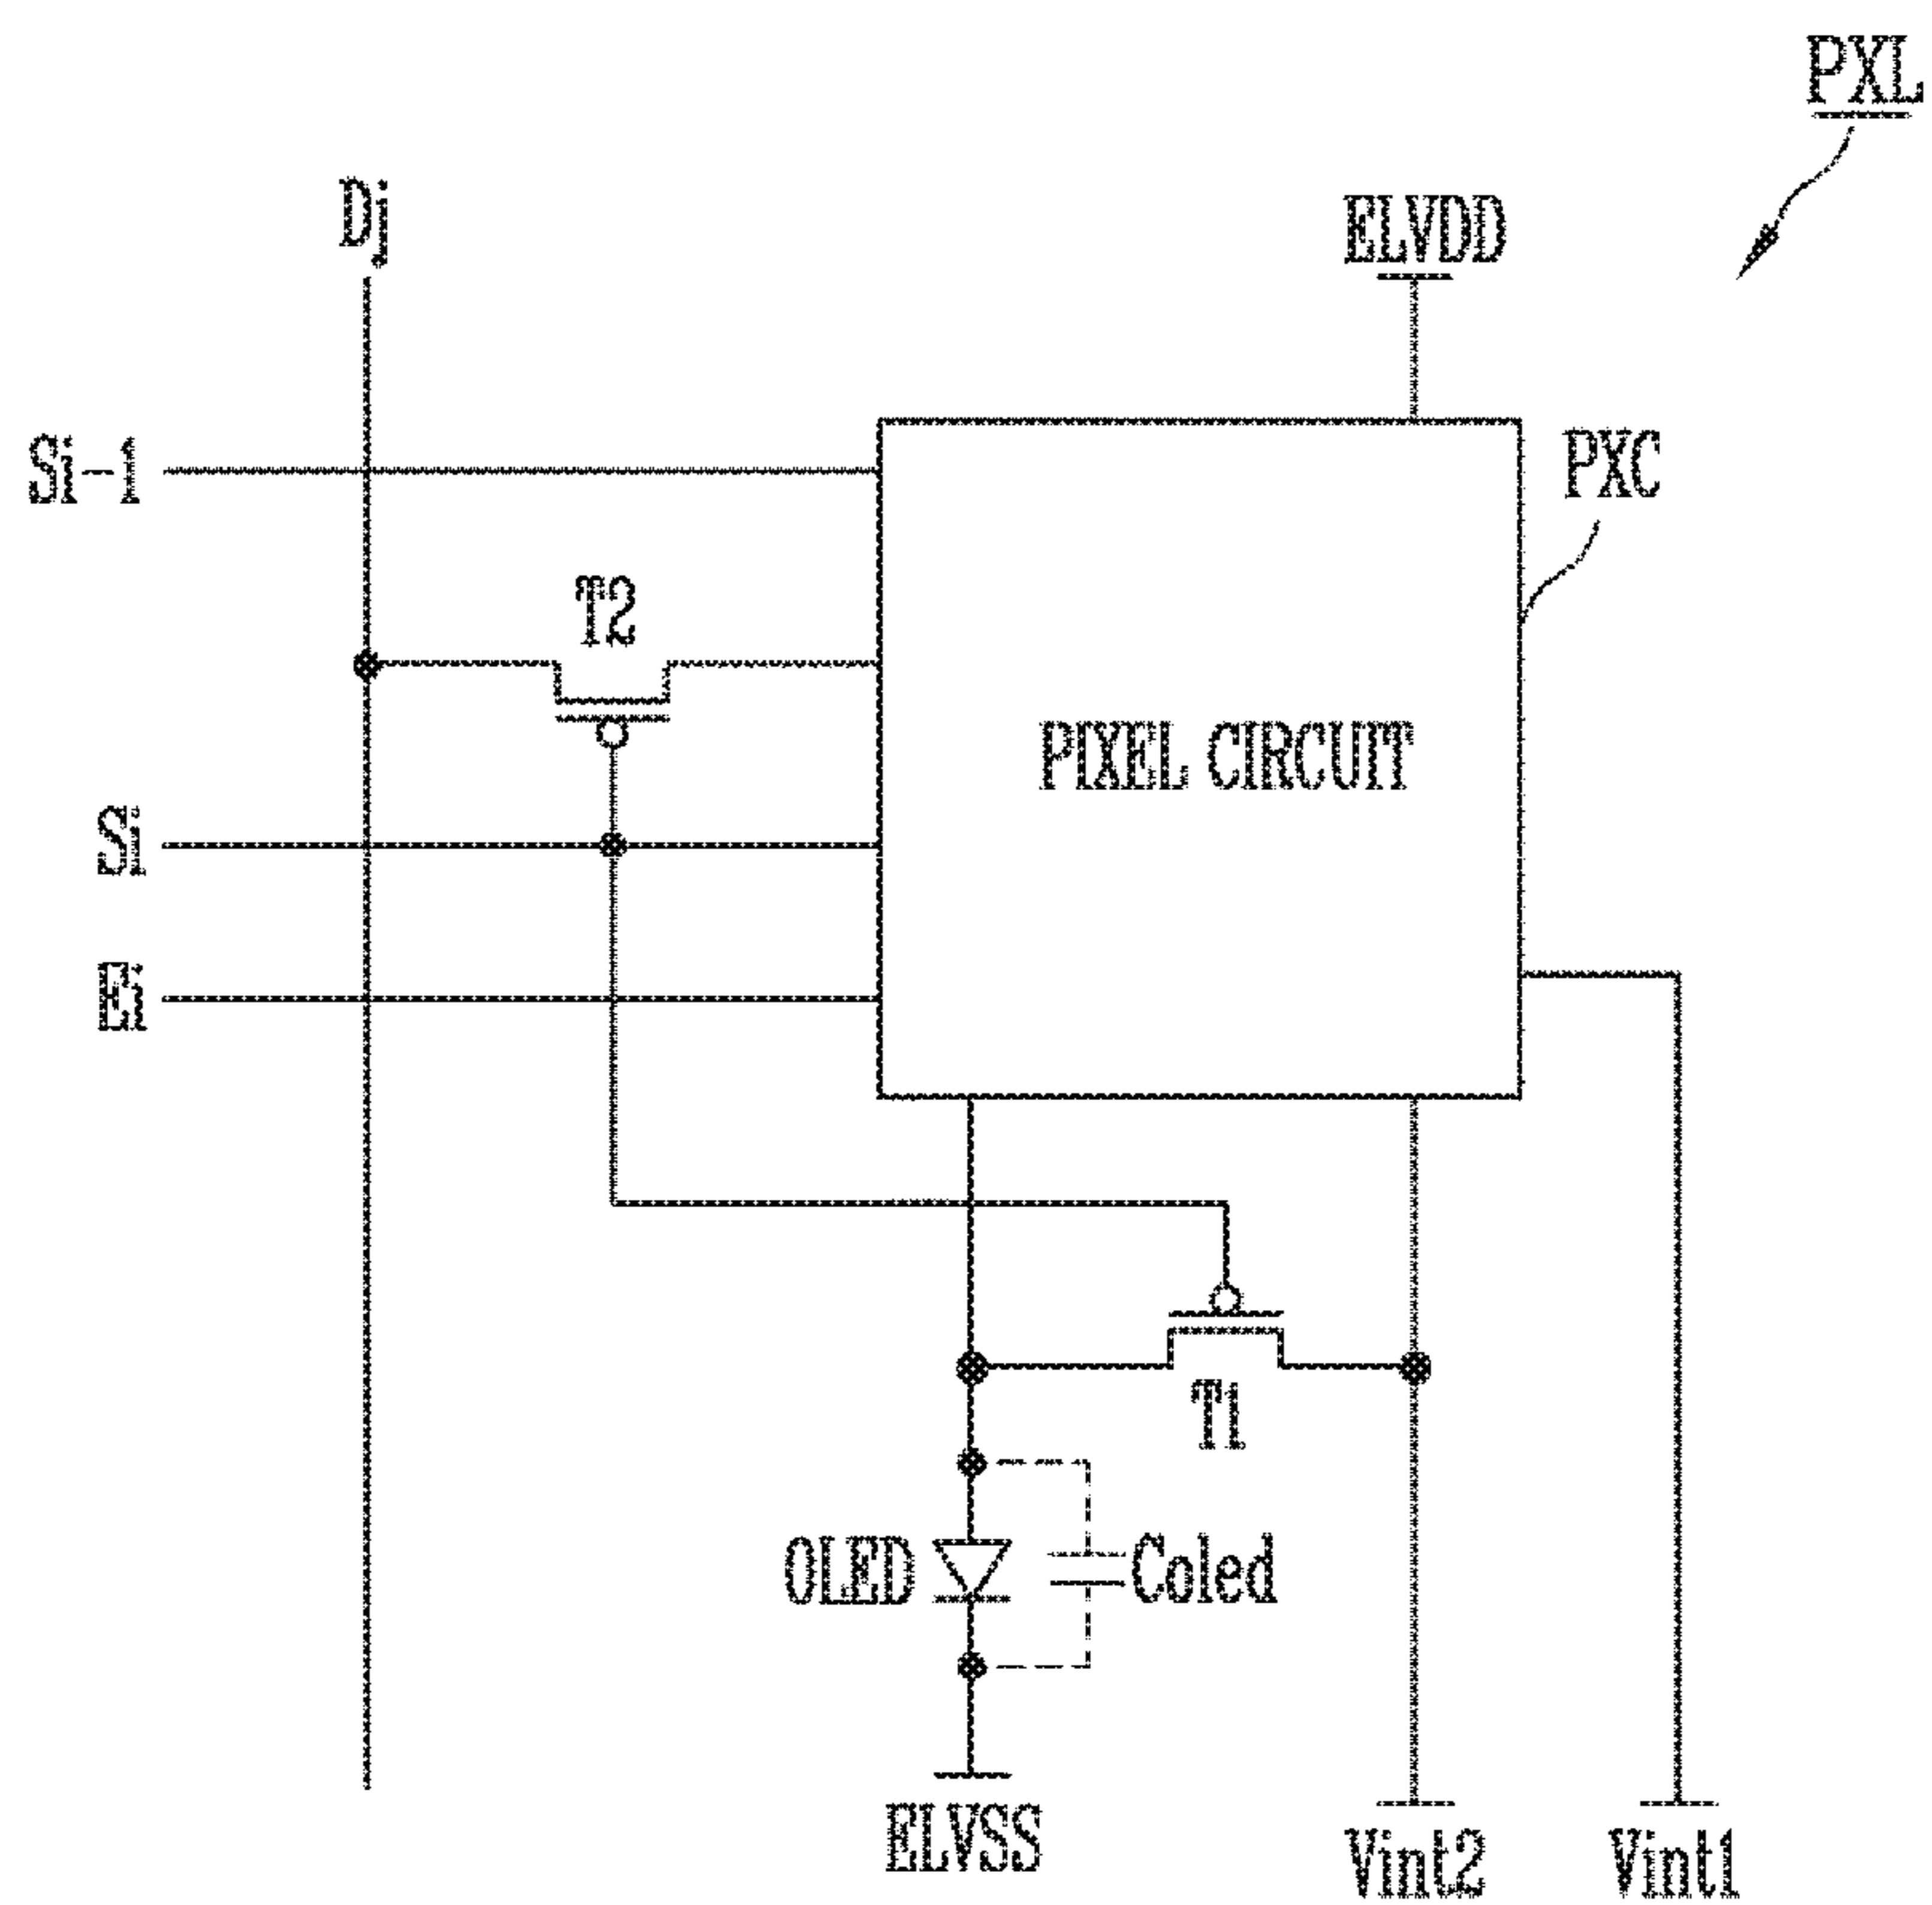 PXL
Dj
ELVDD
Si-1
PXC
T2
PIXEL CIRCUIT
Si
Ei
T1
OLED
Coled
ELVSS
Vint2
Vint1